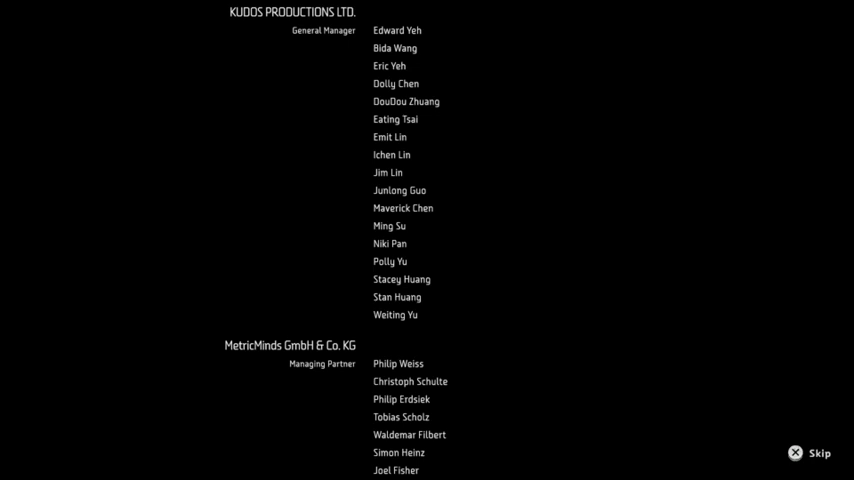 KUDOS PRODUCTIONS LTD.
General Manager Edward Yeh
Bida Wang
Eric Yeh
Dolly Chen
DouDou Zhuang
Eating Tsai
Emit Lin
Ichen Lin
Jim Lin
Junlong Guo
Maverick Chen
Ming Su
Niki Pan
Polly Yu
Stacey Huang
Stan Huang
Weiting Yu
MetricMinds GmbH & Co. KG
Managing Partner Philip Weiss
Christoph Schulte
Philip Erdsiek
Tobias Scholz
Waldemar Filbert
Simon Heinz
Joel Fisher
Skip